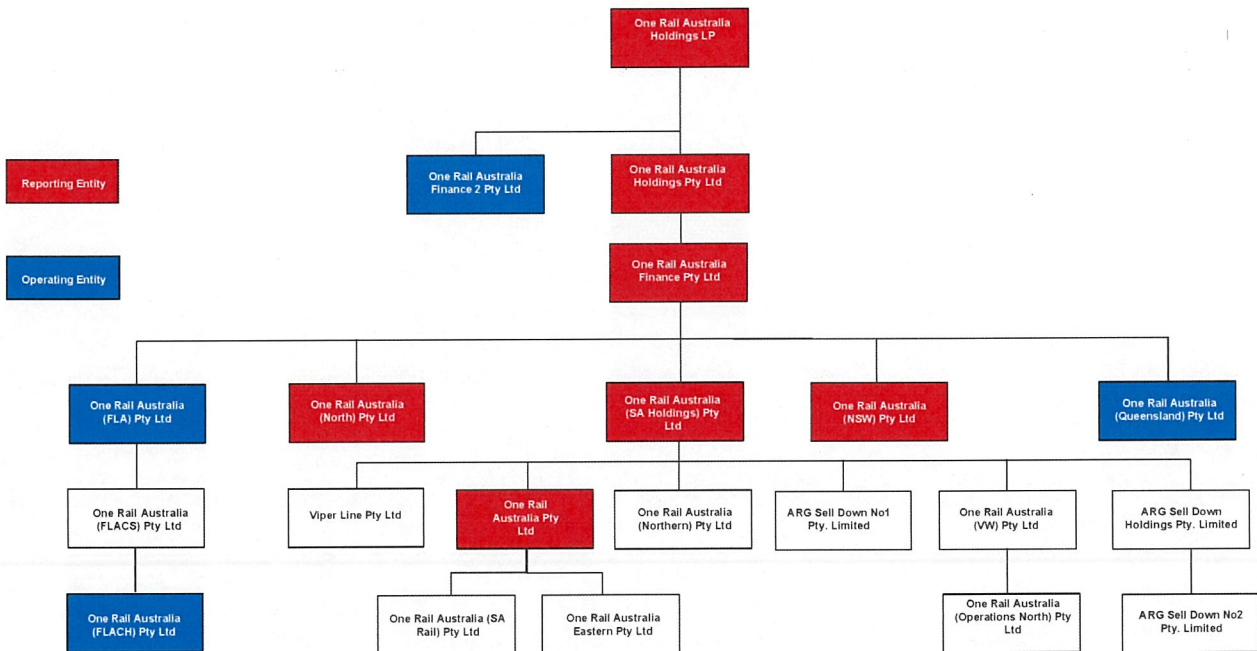 One Rail Australia
Holdings LP
Reporting Entity
One Rail Australia
Finance 2 Pty Ltd
One Rail Australia
Holdings Pty Ltd
Operating Entity
One Rail Australia
Finance Pty Ltd
One Rail Australia
(FLA) Pty Ltd
One Rail Australia
(North) Pty Ltd
One Rail Australia
(SA Holdings) Pty
Ltd
One Rail Australia
(NSW) Pty Ltd
One Rail Australia
(Queensland) Pty Ltd
One Rail Australia
(FLACS) Pty Ltd
Viper Line Pty Ltd
One Rail
Australia Pty
Ltd
One Rail Australia
(Northern) Pty Ltd
ARG Sell Down No1
Pty. Limited
One Rail Australia
(VW) Pty Ltd
ARG Sell Down
Holdings Pty. Limited
One Rail Australia
(FLACH) Pty Ltd
One Rail Australia (SA
Rail) Pty Ltd
One Rail Australia
Eastern Pty Ltd
One Rail Australia
(Operations North) Pty
Ltd
ARG Sell Down No2
Pty. Limited